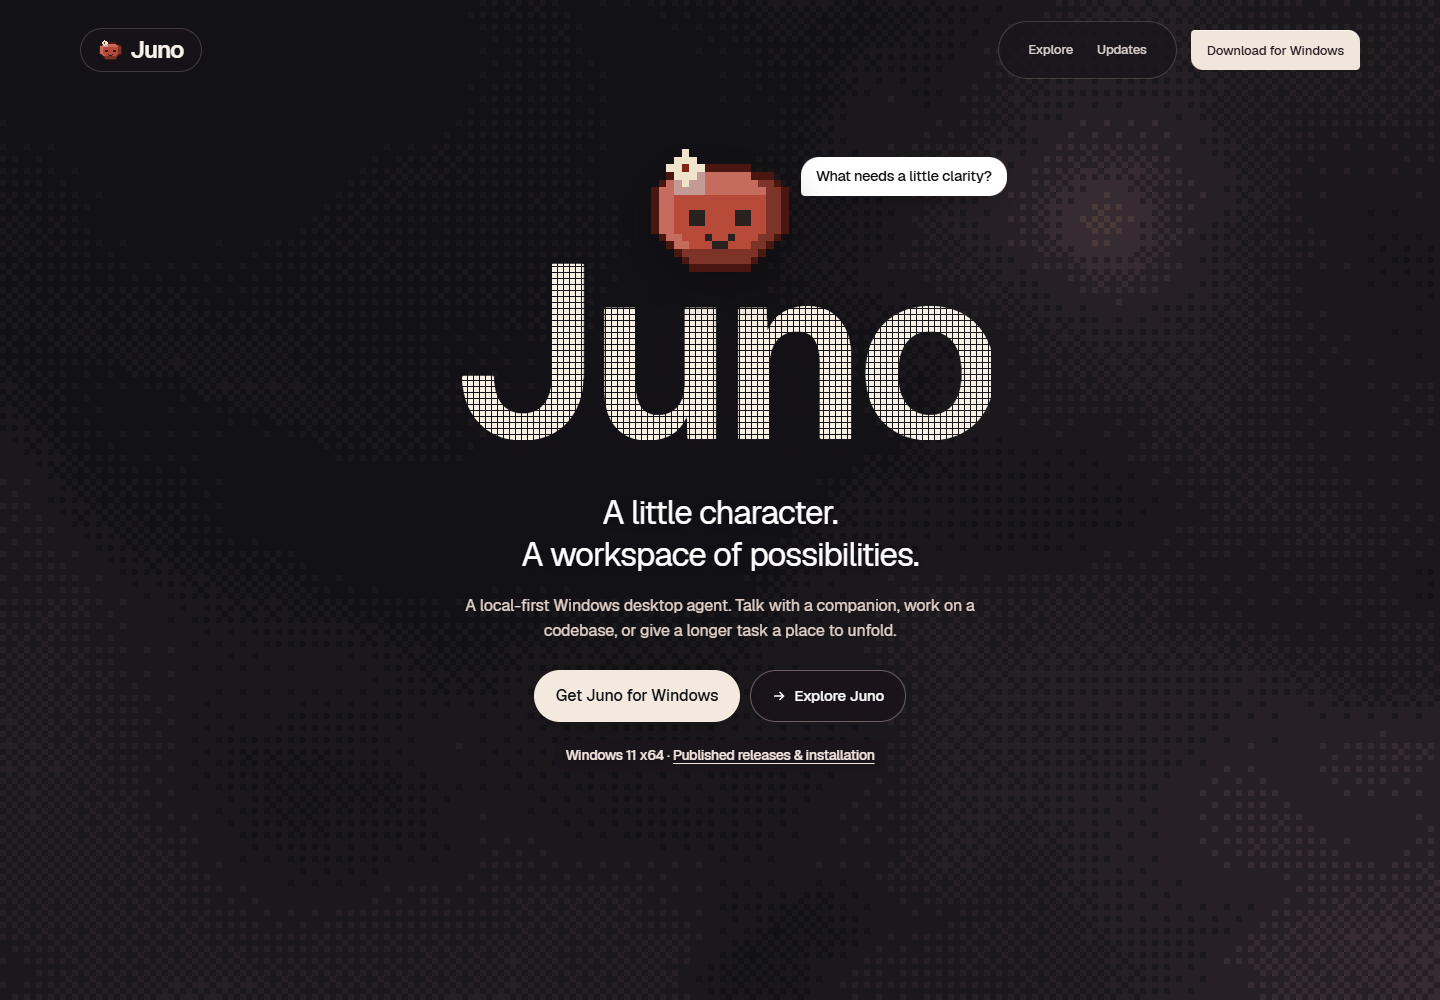 Juno
Explore
Updates
Download for Windows
What needs a little clarity?
Juno
A little character.
A workspace of possibilities.
A local-first Windows desktop agent. Talk with a companion, work on a
codebase, or give a longer task a place to unfold.
Get Juno for Windows
→ Explore Juno
Windows 11 x64 · Published releases & installation